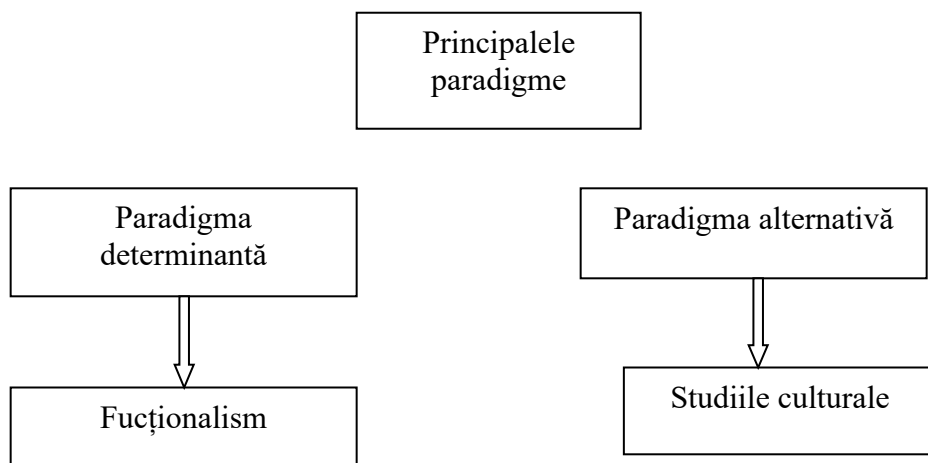 Principalele
paradigme
Paradigma
determinantă
Paradigma alternativă
Fucționalism
Studiile culturale